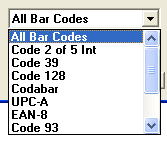 All Bar Codes
All Bar Codes
Code 2 of 5 Int
Code 39
Code 128
Codabar
UPC-A
EAN-8
Code 93